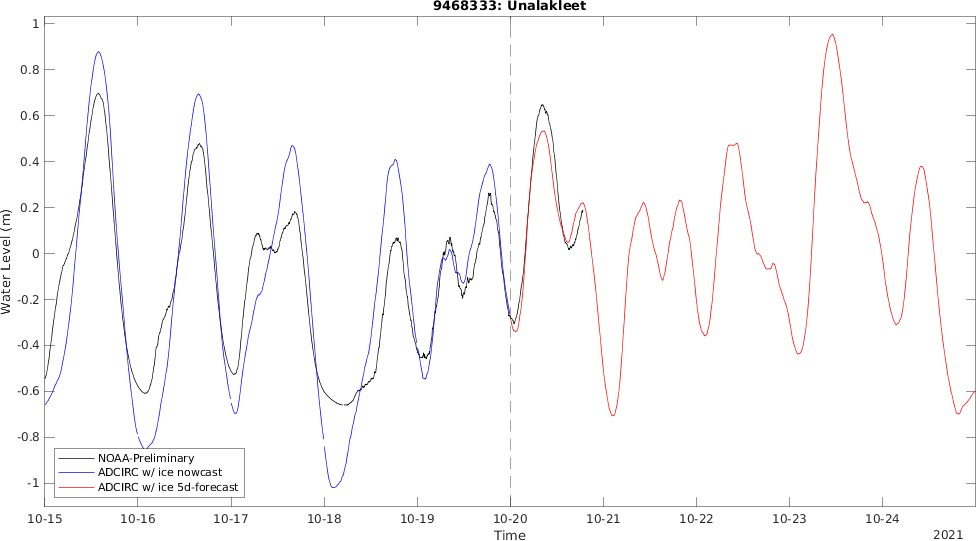 9468333: Unalakleet
1
0.8
0.6
0.4
0.2
0
-0.2
-0.4
-0.6
-0.8
-1
Water Level (m)
NOAA-Preliminary
ADCIRC w/ ice nowcast
ADCIRC w/ ice 5d-forecast
10-15 10-16 10-17 10-18 10-19 10-20 10-21 10-22 10-23 10-24
Time
2021